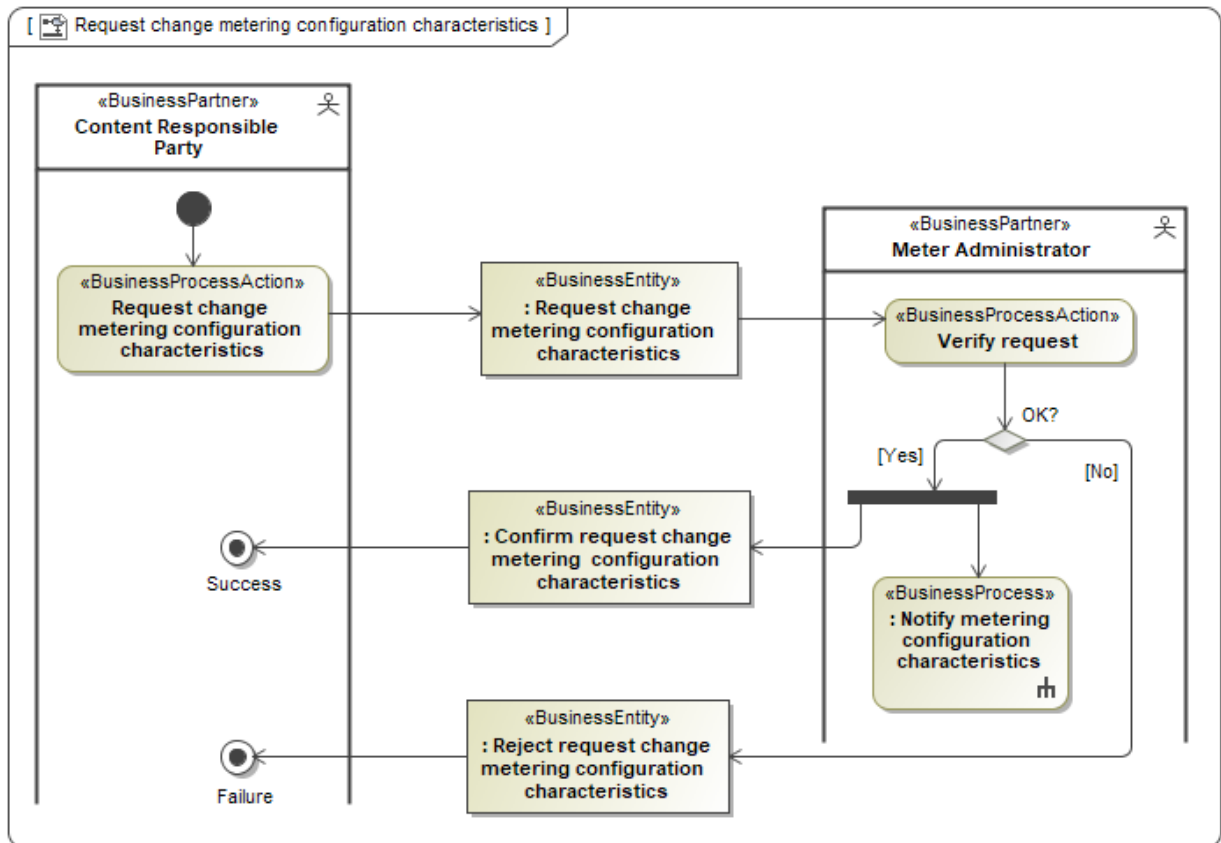 [ Request change metering configuration characteristics ]
«BusinessPartner»
Content Responsible
Party
«BusinessProcessAction»
Request change
metering configuration
characteristics
«BusinessEntity»
: Request change
metering configuration
characteristics
«BusinessPartner»
Meter Administrator
«BusinessProcessAction»
Verify request
OK?
[Yes]
[No]
«BusinessEntity»
: Confirm request change
metering configuration
characteristics
Success
«BusinessProcess»
: Notify metering
configuration
characteristics
«BusinessEntity»
: Reject request change
metering configuration
characteristics
Failure